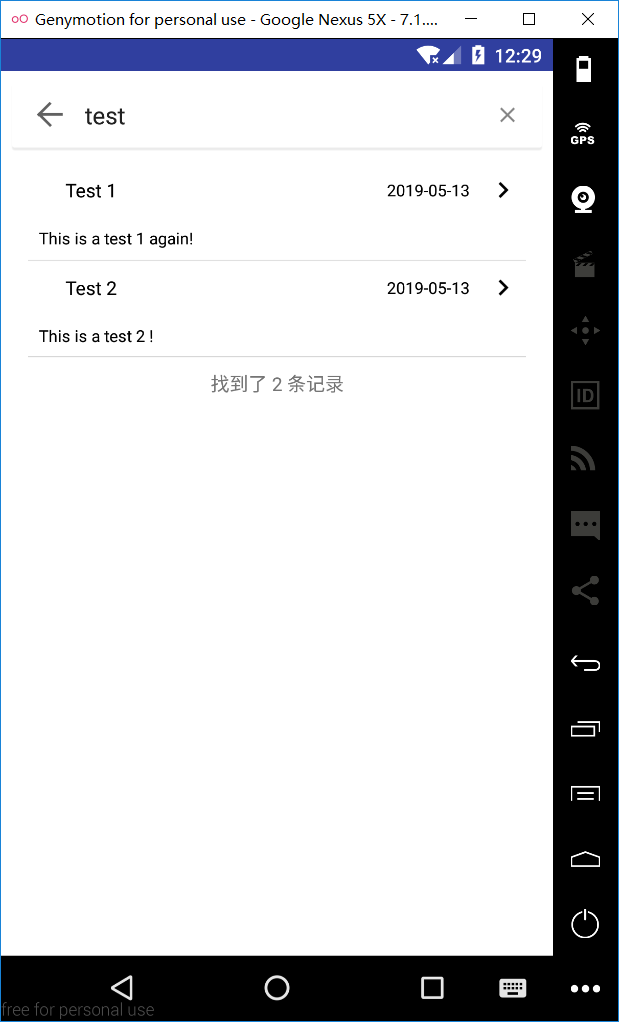 Genymotion for personal use - Google Nexus 5X - 7.1....
12:29
test
Test 1 2019-05-13
This is a test 1 again!
Test 2 2019-05-13
This is a test 2 !
找到了 2 条记录
GPS
ID
free for personal use